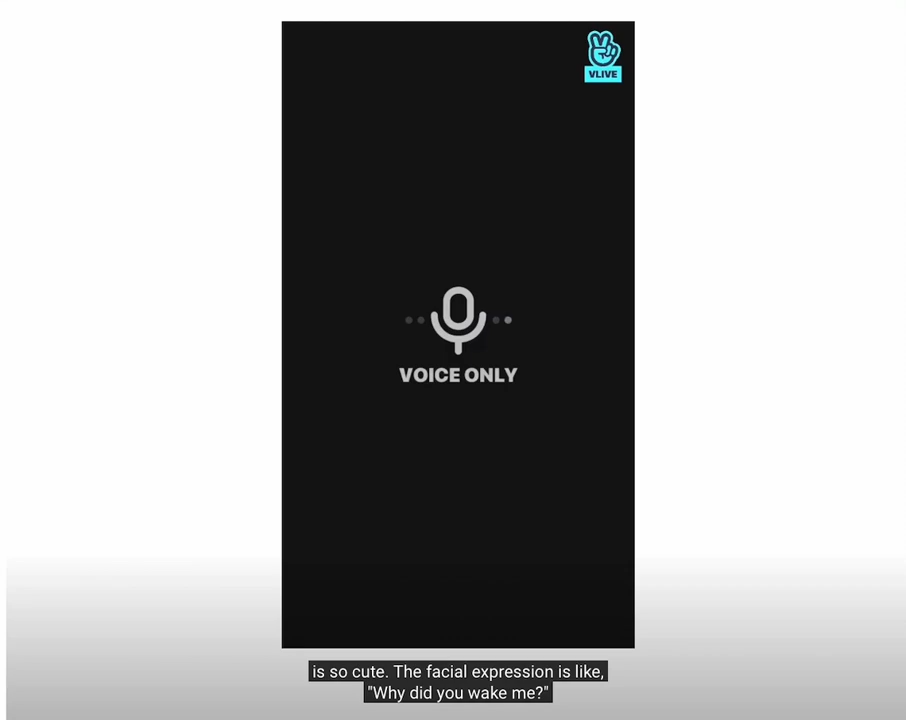 VLIVE
VOICE ONLY
is so cute. The facial expression is like,
"Why did you wake me?"